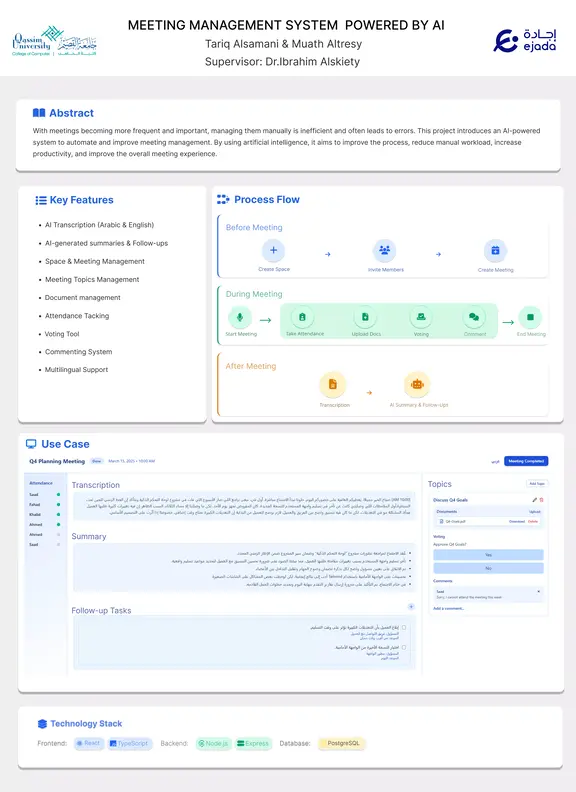 Qassim
University
College of Computer
جامعة القصيم
كلية الحاسب
MEETING MANAGEMENT SYSTEM POWERED BY AI
Tariq Alsamani & Muath Altresy
Supervisor: Dr.Ibrahim Alskiety
إجادة
ejada
Abstract
With meetings becoming more frequent and important, managing them manually is inefficient and often leads to errors. This project introduces an AI-powered
system to automate and improve meeting management. By using artificial intelligence, it aims to improve the process, reduce manual workload, increase
productivity, and improve the overall meeting experience.
Key Features
• AI Transcription (Arabic & English)
• AI-generated summaries & Follow-ups
• Space & Meeting Management
• Meeting Topics Management
• Document management
• Attendance Tacking
• Voting Tool
• Commenting System
• Multilingual Support
Process Flow
Before Meeting
Create Space
Invite Members
Create Meeting
During Meeting
Start Meeting
Take Attendance
Upload Docs
Voting
Comment
End Meeting
After Meeting
Transcription
AI Summary & Follow-Ups
Use Case
Q4 Planning Meeting
March 15, 2025 • 10:00 AM
Meeting Completed
Attendance
Saad
Fahad
Khalid
Ahmed
Ahmed
Saad
Transcription
Summary
Follow-up Tasks
Topics
Add Topic
Discuss Q4 Goals
Documents
Upload
Q4 Goals.pdf
Download
Delete
Voting
Approve Q4 Goals?
Yes
No
Comments
Saad
Add a comment...
Technology Stack
Frontend: React TypeScript Backend: Node.js Express Database: PostgreSQL